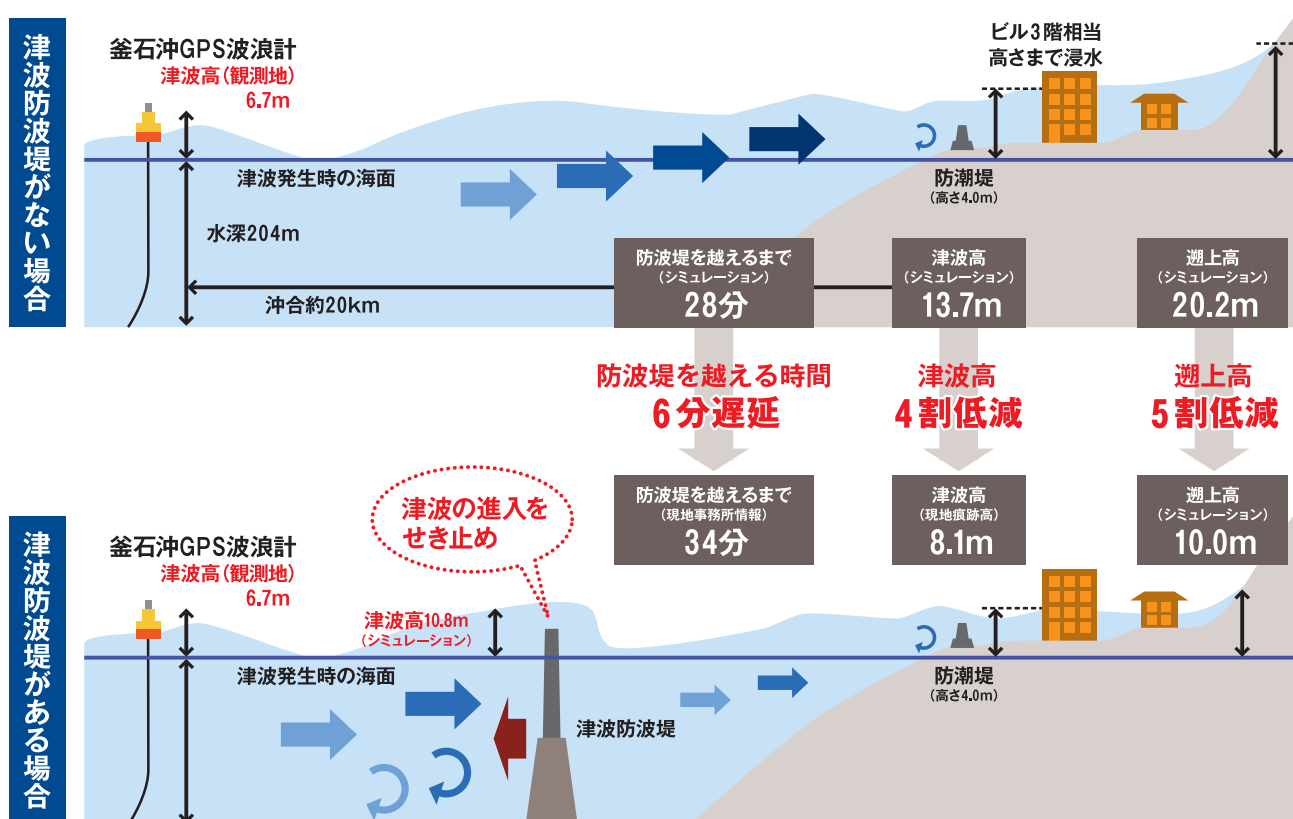 津波防波堤がない場合
釜石沖GPS波浪計
津波高(観測地)
6.7m
津波発生時の海面
水深204m
沖合約20km
ビル3階相当
高さまで浸水
防潮堤
(高さ4.0m)
防波堤を越えるまで
(シミュレーション)
28分
津波高
(シミュレーション)
13.7m
遡上高
(シミュレーション)
20.2m
防波堤を越える時間
6分遅延
津波高
4割低減
遡上高
5割低減
津波防波堤がある場合
釜石沖GPS波浪計
津波高(観測地)
6.7m
津波の進入を
せき止め
津波高10.8m
(シミュレーション)
津波発生時の海面
津波防波堤
防波堤を越えるまで
(現地事務所情報)
34分
津波高
(現地痕跡高)
8.1m
遡上高
(シミュレーション)
10.0m
防潮堤
(高さ4.0m)